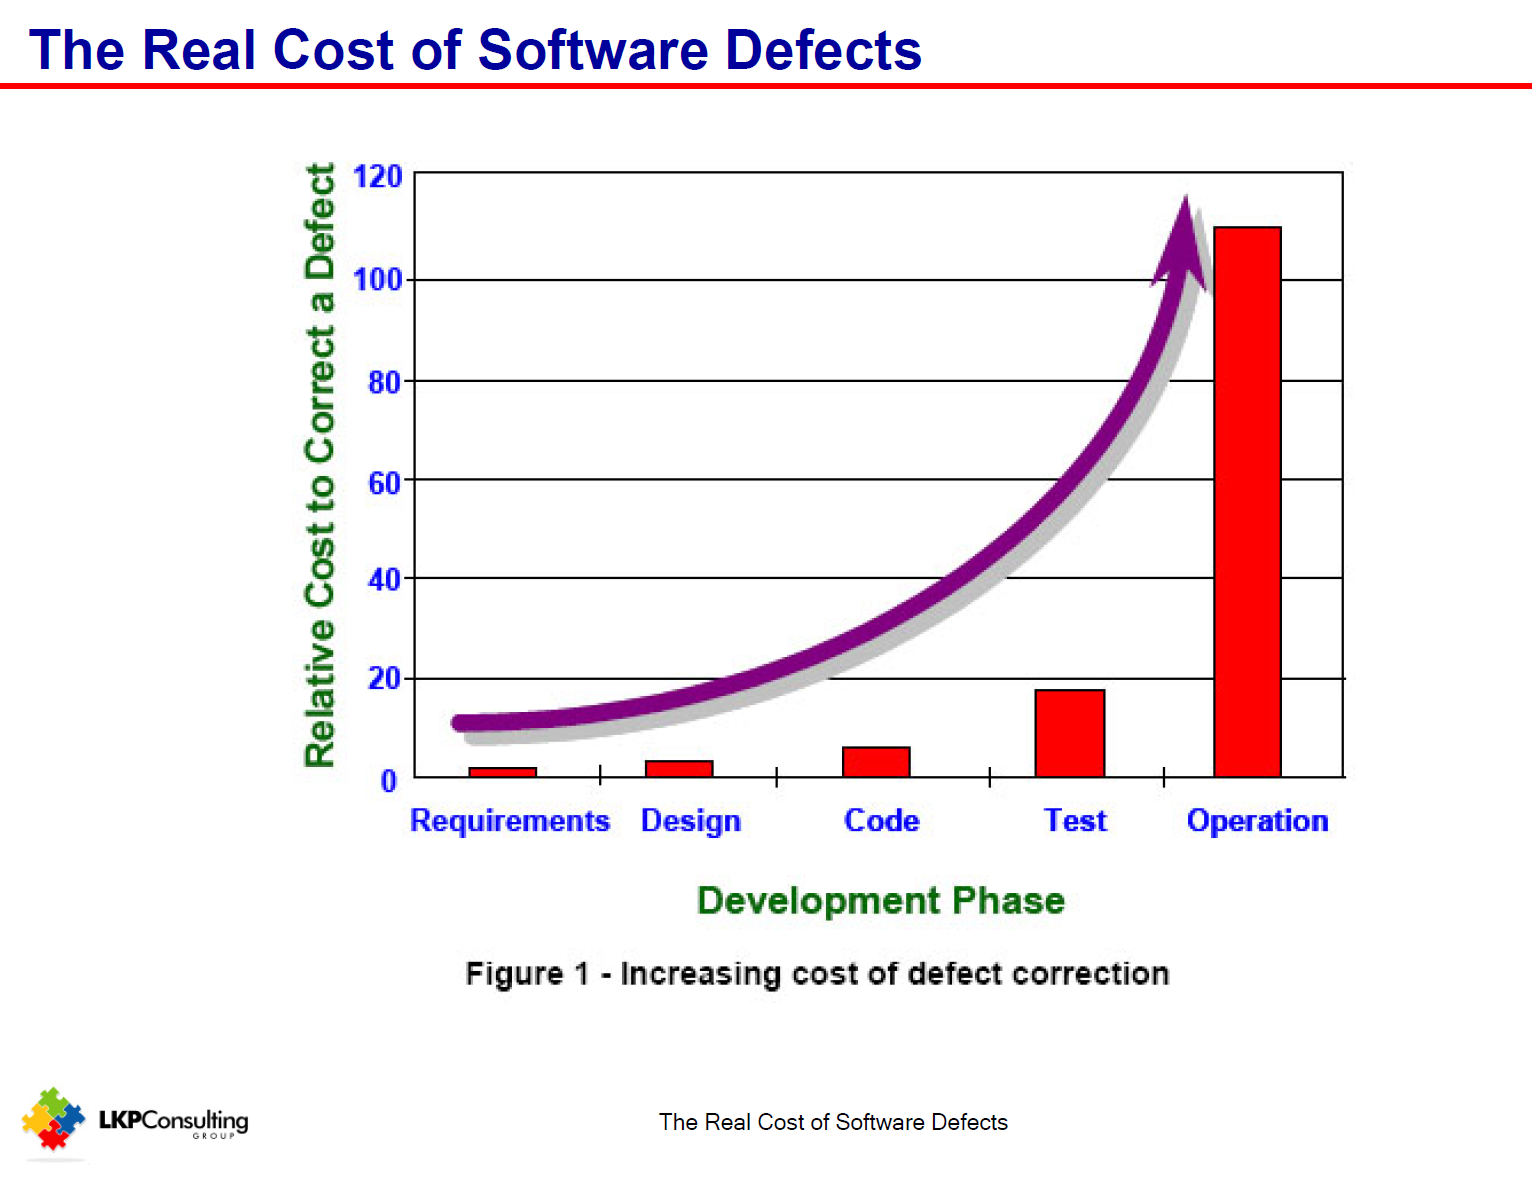 The Real Cost of Software Defects
Relative Cost to Correct a Defect
120
100
80
60
40
20
0
Requirements Design Code Test Operation
Development Phase
Figure 1 - Increasing cost of defect correction
LKPConsulting
GROUP
The Real Cost of Software Defects